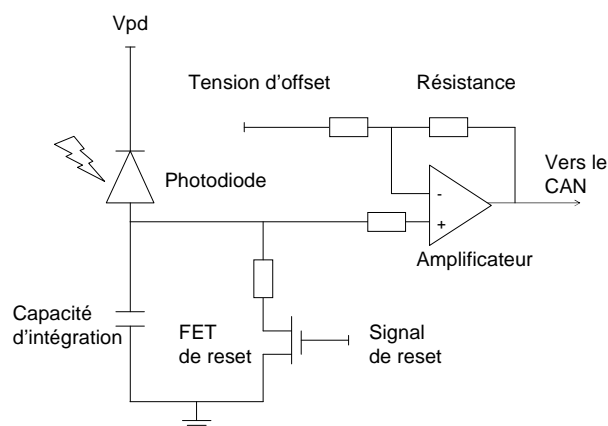 Vpd
Tension d'offset
Résistance
Vers le
CAN
Photodiode
-
+
Amplificateur
Capacité
d'intégration
FET
de reset
Signal
de reset